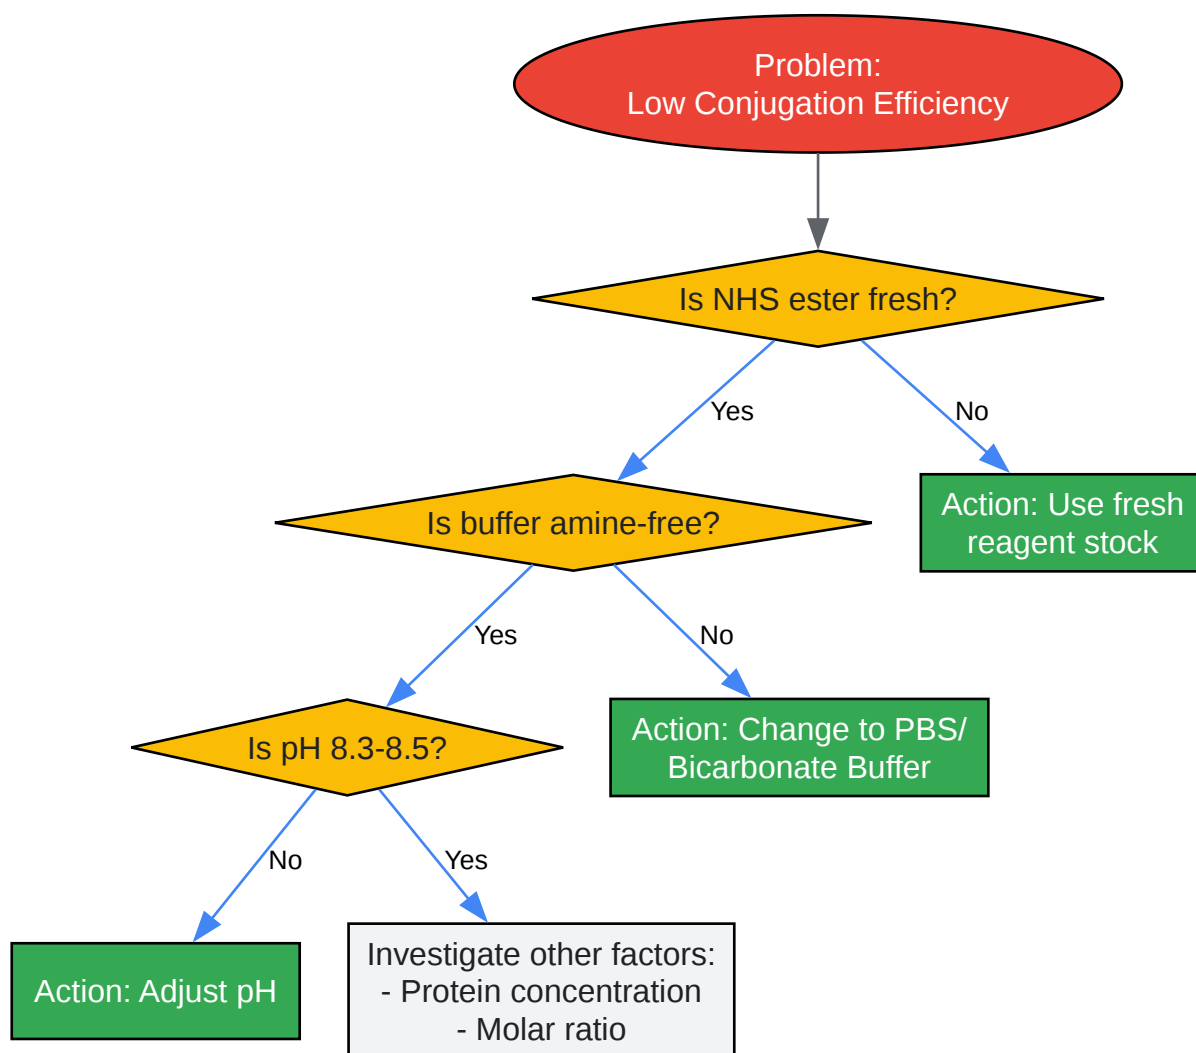 Problem:
Low Conjugation Efficiency
Is NHS ester fresh?
Yes
No
Action: Use fresh
reagent stock
Is buffer amine-free?
Yes
No
Action: Change to PBS/
Bicarbonate Buffer
Is pH 8.3-8.5?
No
Yes
Action: Adjust pH
Investigate other factors:
- Protein concentration
- Molar ratio